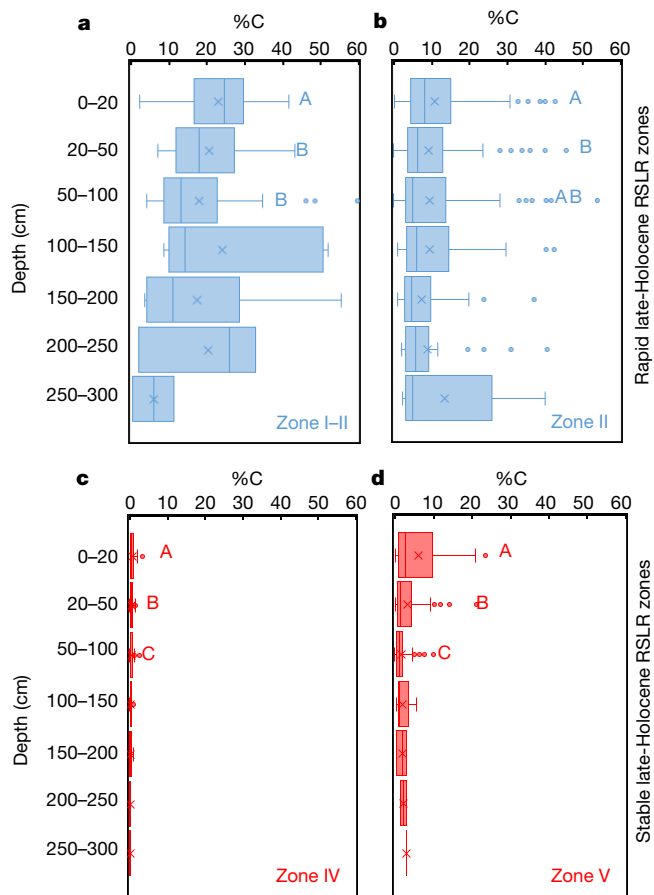 a
%C
0 10 20 30 40 50 60
b
%C
0 10 20 30 40 50 60
Depth (cm)
0–20
20–50
50–100
100–150
150–200
200–250
250–300
A
B
B
Zone I–II
A
B
AB
Zone II
Rapid late-Holocene RSLR zones
c
%C
0 10 20 30 40 50 60
d
%C
0 10 20 30 40 50 60
Depth (cm)
0–20
20–50
50–100
100–150
150–200
200–250
250–300
A
B
C
Zone IV
A
B
C
Zone V
Stable late-Holocene RSLR zones